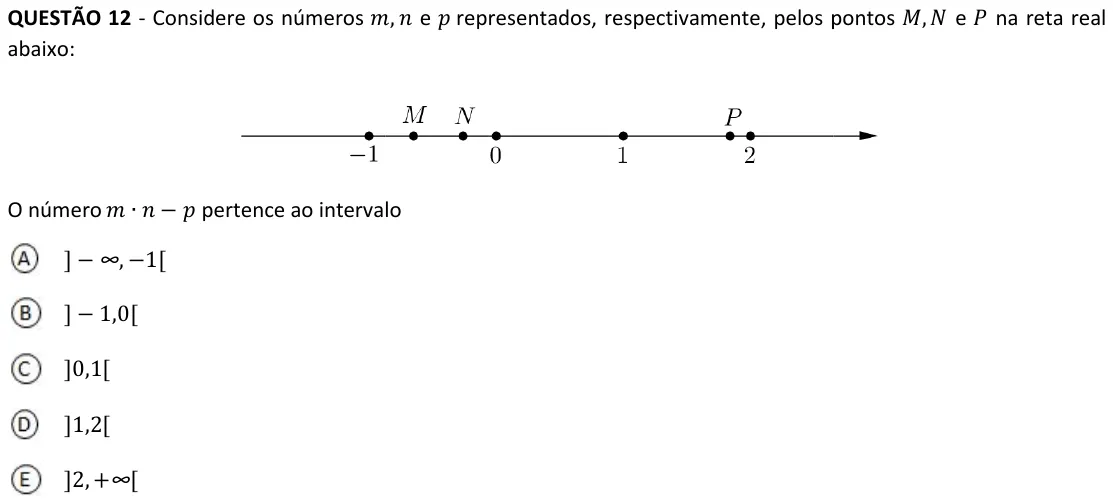 QUESTÃO 12 - Considere os números m, n e p representados, respectivamente, pelos pontos M, N e P na reta real
abaixo:
M N P
−1 0 1 2
O número m · n − p pertence ao intervalo
A ] − ∞, −1[
B ] − 1,0[
C ]0,1[
D ]1,2[
E ]2, +∞[